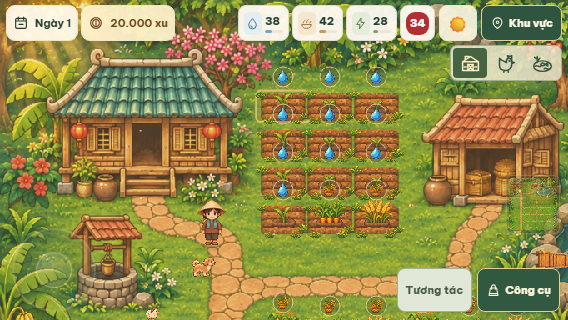 Ngày 1
20.000 xu
38
42
28
34
Khu vực
Tương tác
Công cụ